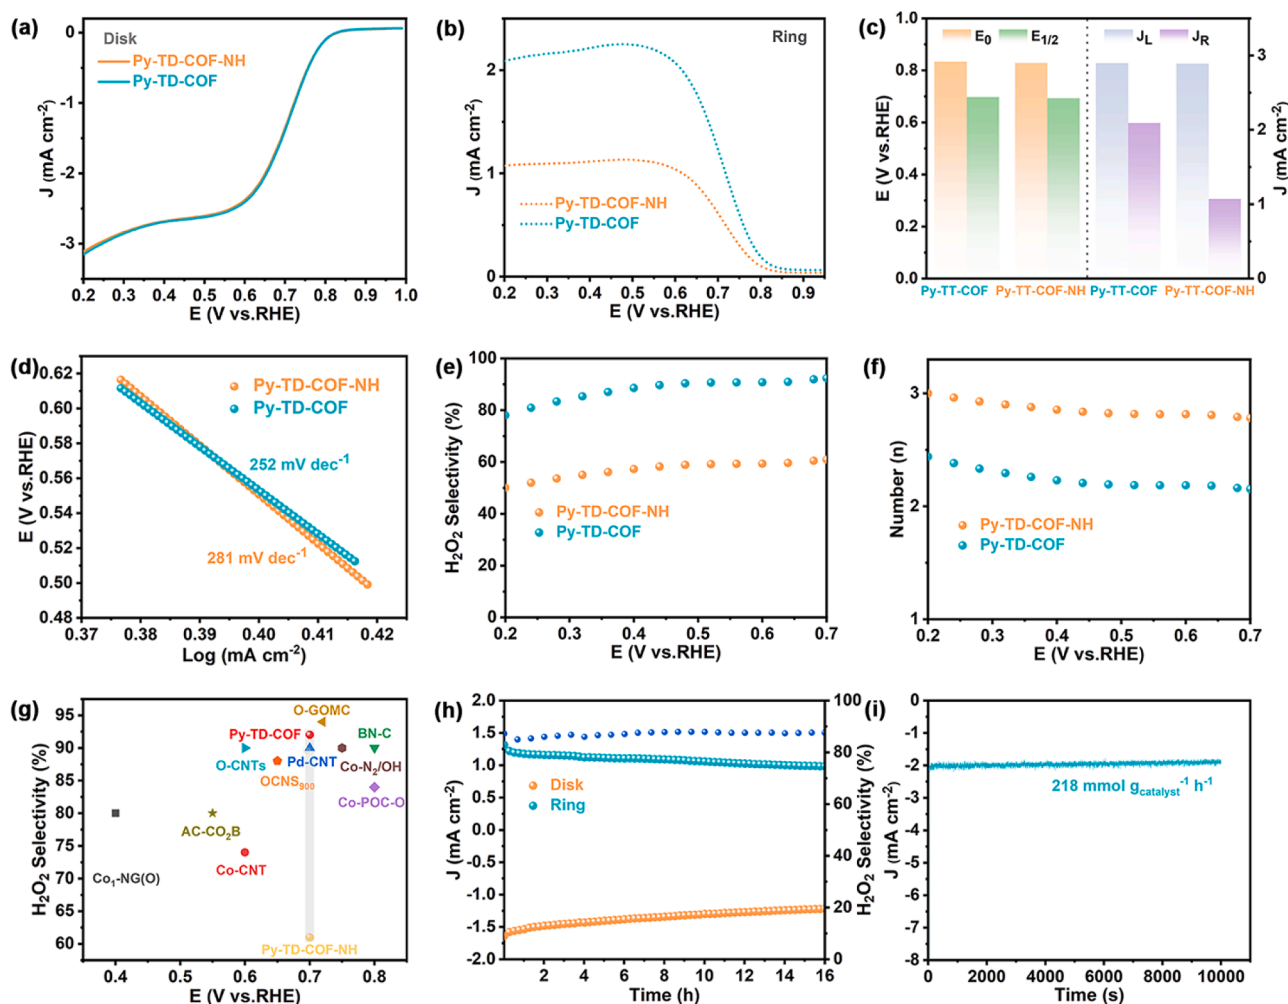 (a)
Disk
Py-TD-COF-NH
Py-TD-COF
J (mA cm-2)
0
-1
-2
-3
0.2 0.3 0.4 0.5 0.6 0.7 0.8 0.9 1.0
E (V vs.RHE)
(b)
Ring
Py-TD-COF-NH
Py-TD-COF
J (mA cm-2)
2
1
0
0.2 0.3 0.4 0.5 0.6 0.7 0.8 0.9
E (V vs.RHE)
(c)
E0 E1/2 JL JR
E (V vs.RHE)
1.0
0.8
0.6
0.4
0.2
0.0
3
2
1
0
J (mA cm-2)
Py-TT-COF Py-TT-COF-NH Py-TT-COF Py-TT-COF-NH
(d)
Py-TD-COF-NH
Py-TD-COF
252 mV dec-1
281 mV dec-1
E (V vs.RHE)
0.62
0.60
0.58
0.56
0.54
0.52
0.50
0.48
0.37 0.38 0.39 0.40 0.41 0.42
Log (mA cm-2)
(e)
H2O2 Selectivity (%)
100
80
60
40
20
0
Py-TD-COF-NH
Py-TD-COF
0.2 0.3 0.4 0.5 0.6 0.7
E (V vs.RHE)
(f)
Number (n)
3
2
1
Py-TD-COF-NH
Py-TD-COF
0.2 0.3 0.4 0.5 0.6 0.7
E (V vs.RHE)
(g)
H2O2 Selectivity (%)
95
90
85
80
75
70
65
60
O-GOMC
Py-TD-COF
BN-C
O-CNTs
Pd-CNT
Co-N2/OH
OCNS900
Co-POC-O
AC-CO2B
Co-CNT
Co1-NG(O)
Py-TD-COF-NH
0.4 0.5 0.6 0.7 0.8
E (V vs.RHE)
(h)
J (mA cm-2)
2.0
1.5
1.0
0.5
0.0
-0.5
-1.0
-1.5
-2.0
Disk
Ring
100
80
60
40
20
0
H2O2 Selectivity (%)
2 4 6 8 10 12 14 16
Time (h)
(i)
J (mA cm-2)
0
-1
-2
-3
-4
-5
-6
-7
-8
218 mmol gcatalyst-1 h-1
0 2000 4000 6000 8000 10000
Time (s)